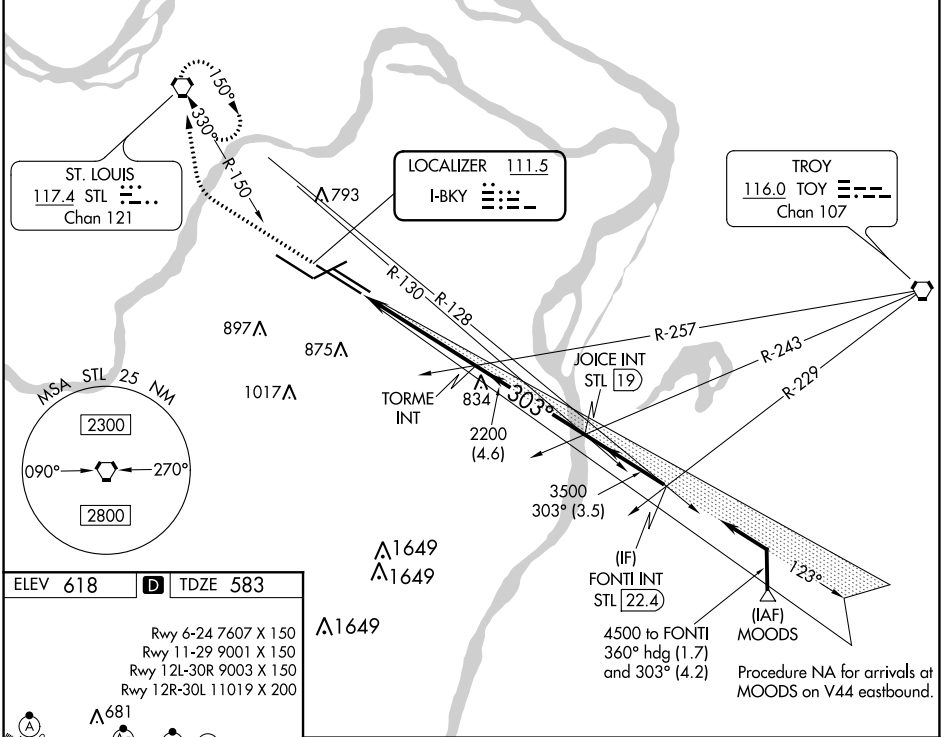 150°
330°
R-150
ST. LOUIS
117.4 STL
Chan 121
LOCALIZER 111.5
I-BKY
TROY
116.0 TOY
Chan 107
793
R-130
R-128
R-257
R-243
R-229
897
875
1017
JOICE INT
STL 19
TORME
INT
834
303°
2200
(4.6)
3500
303° (3.5)
MSA STL 25 NM
2300
090°
270°
2800
(IF)
FONTI INT
STL 22.4
123°
(IAF)
MOODS
4500 to FONTI
360° hdg (1.7)
and 303° (4.2)
Procedure NA for arrivals at
MOODS on V44 eastbound.
1649
1649
1649
ELEV 618 D TDZE 583
Rwy 6-24 7607 X 150
Rwy 11-29 9001 X 150
Rwy 12L-30R 9003 X 150
Rwy 12R-30L 11019 X 200
681
A